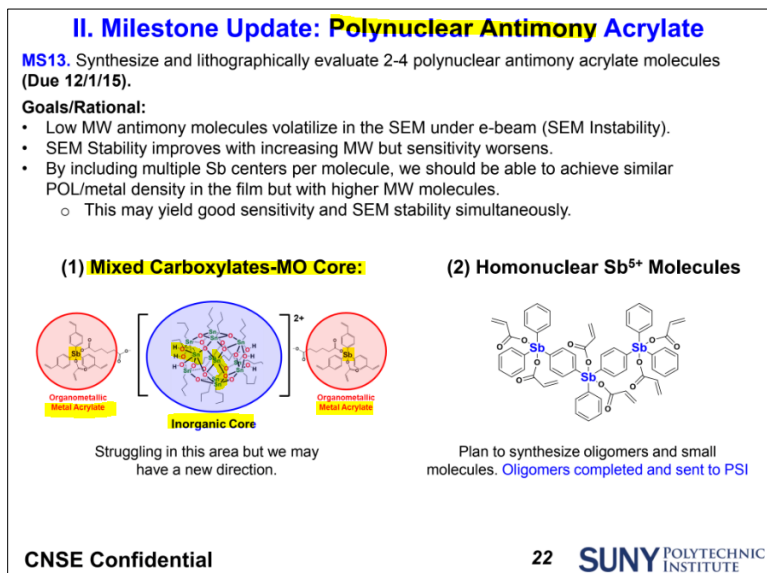 II. Milestone Update: Polynuclear Antimony Acrylate
MS13. Synthesize and lithographically evaluate 2-4 polynuclear antimony acrylate molecules
(Due 12/1/15).
Goals/Rational:
• Low MW antimony molecules volatilize in the SEM under e-beam (SEM Instability).
• SEM Stability improves with increasing MW but sensitivity worsens.
• By including multiple Sb centers per molecule, we should be able to achieve similar
POL/metal density in the film but with higher MW molecules.
o This may yield good sensitivity and SEM stability simultaneously.
(1) Mixed Carboxylates-MO Core:
2+
Sb
Sb
Organometallic
Metal Acrylate
Inorganic Core
Organometallic
Metal Acrylate
Struggling in this area but we may
have a new direction.
(2) Homonuclear Sb5+ Molecules
Sb
Sb
Sb
Plan to synthesize oligomers and small
molecules. Oligomers completed and sent to PSI
CNSE Confidential
22
SUNY POLYTECHNIC
INSTITUTE